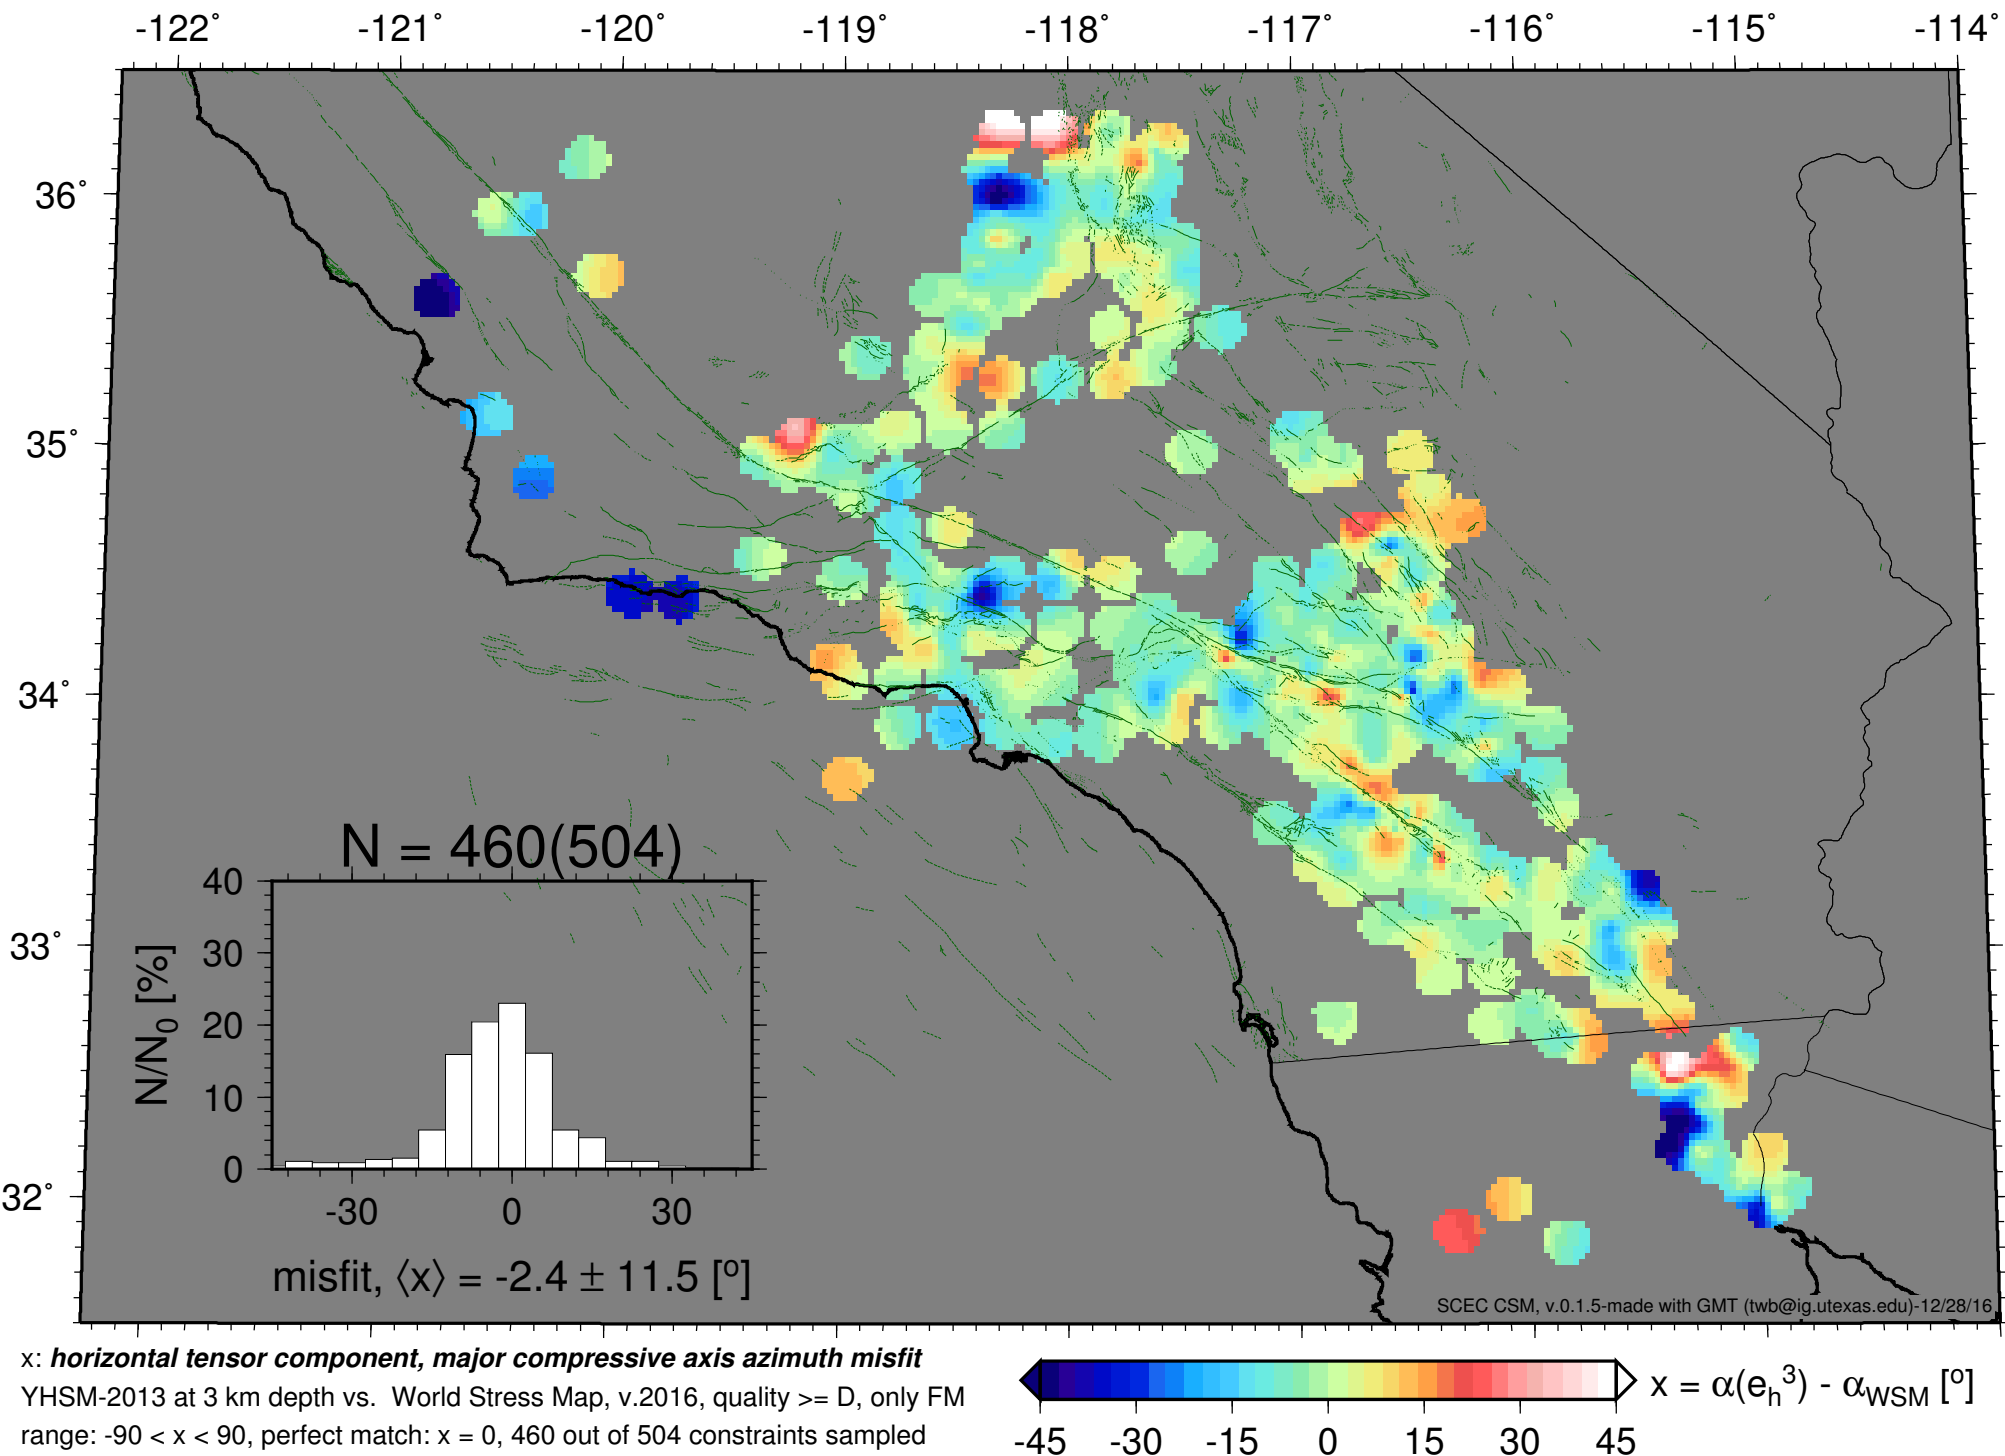 -122° -121° -120° -119° -118° -117° -116° -115° -114°
36°
35°
34°
33°
32°
N = 460(504)
40
30
20
10
0
N/N0 [%]
-30 0 30
misfit, ⟨x⟩ = -2.4 ± 11.5 [o]
SCEC CSM, v.0.1.5-made with GMT (twb@ig.utexas.edu)-12/28/16
x: horizontal tensor component, major compressive axis azimuth misfit
YHSM-2013 at 3 km depth vs. World Stress Map, v.2016, quality >= D, only FM
range: -90 < x < 90, perfect match: x = 0, 460 out of 504 constraints sampled
x = α(eh3) - αWSM [o]
-45 -30 -15 0 15 30 45